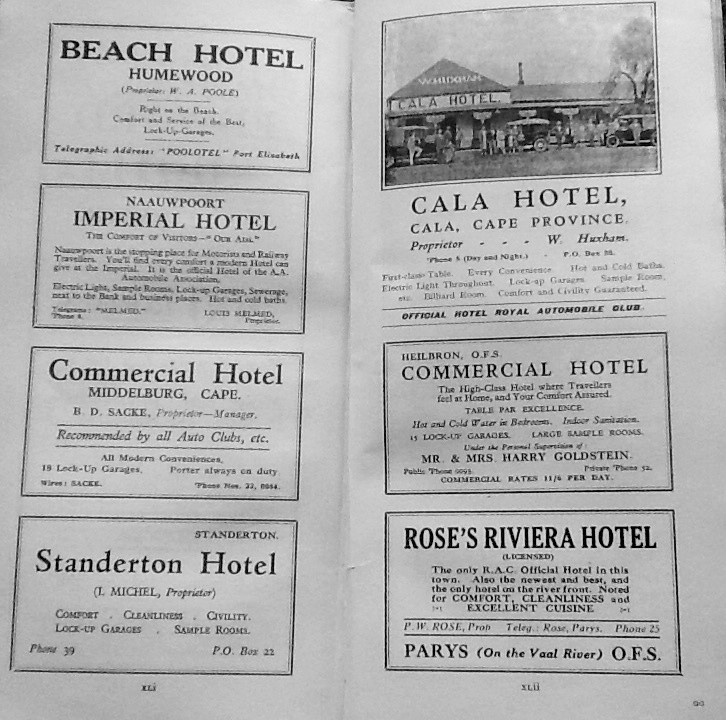 BEACH HOTEL
HUMEWOOD
(Proprietor: W. A. POOLE)
Right on the Beach.
Comfort and Service of the Best.
Lock-Up Garages.
Telegraphic Address: "POOLOTEL" Port Elizabeth
NAAUWPOORT
IMPERIAL HOTEL
THE COMFORT OF VISITORS—"OUR AIM."
Naauwpoort is the stopping place for Motorists and Railway
Travellers. You'll find every comfort a modern Hotel can
give at the Imperial. It is the official Hotel of the A.A.
Automobile Association,
Electric Light, Sample Rooms, Lock-up Garages, Sewerage,
next to the Bank and business places. Hot and cold baths.
Telegrams: "MELMED." LOUIS MELMED,
Phone 4. Proprietor.
Commercial Hotel
MIDDELBURG, CAPE.
B. D. SACKE, Proprietor—Manager.
Recommended by all Auto Clubs, etc.
All Modern Conveniences.
18 Lock-Up Garages. Porter always on duty
Wires: SACKE. 'Phone Nos. 22,
STANDERTON.
Standerton Hotel
(I. MICHEL, Proprietor)
COMFORT . CLEANLINESS . CIVILITY.
LOCK-UP GARAGES . SAMPLE ROOMS.
Phone 39 P.O. Box 22
XLI
W. HUXHAM
CALA HOTEL.
CALA HOTEL,
CALA, CAPE PROVINCE.
Proprietor - - - W. Huxham.
'Phone 8 (Day and Night.) - P.O. Box
First-class Table. Every Convenience. Hot and Cold Baths.
Electric Light Throughout. Lock-up Garages. Sample Room,
etc. Billiard Room. Comfort and Civility Guaranteed.
OFFICIAL HOTEL ROYAL AUTOMOBILE CLUB.
HEILBRON, O.F.S.
COMMERCIAL HOTEL
The High-Class Hotel where Travellers
feel at Home, and Your Comfort Assured.
TABLE PAR EXCELLENCE.
Hot and Cold Water in Bedrooms. Indoor Sanitation.
15 LOCK-UP GARAGES. LARGE SAMPLE ROOMS.
Under the Personal Supervision of:
MR. & MRS. HARRY GOLDSTEIN.
Public 'Phone Private 'Phone 52.
COMMERCIAL RATES 11/6 PER DAY.
ROSE'S RIVIERA HOTEL
(LICENSED)
The only R.A.C. Official Hotel in this
town. Also the newest and best, and
the only hotel on the river front. Noted
for COMFORT, CLEANLINESS and
EXCELLENT CUISINE
P.W. ROSE, Prop Teleg.: Rose, Parys. Phone 25
PARYS (On the Vaal River) O.F.S.
XLII